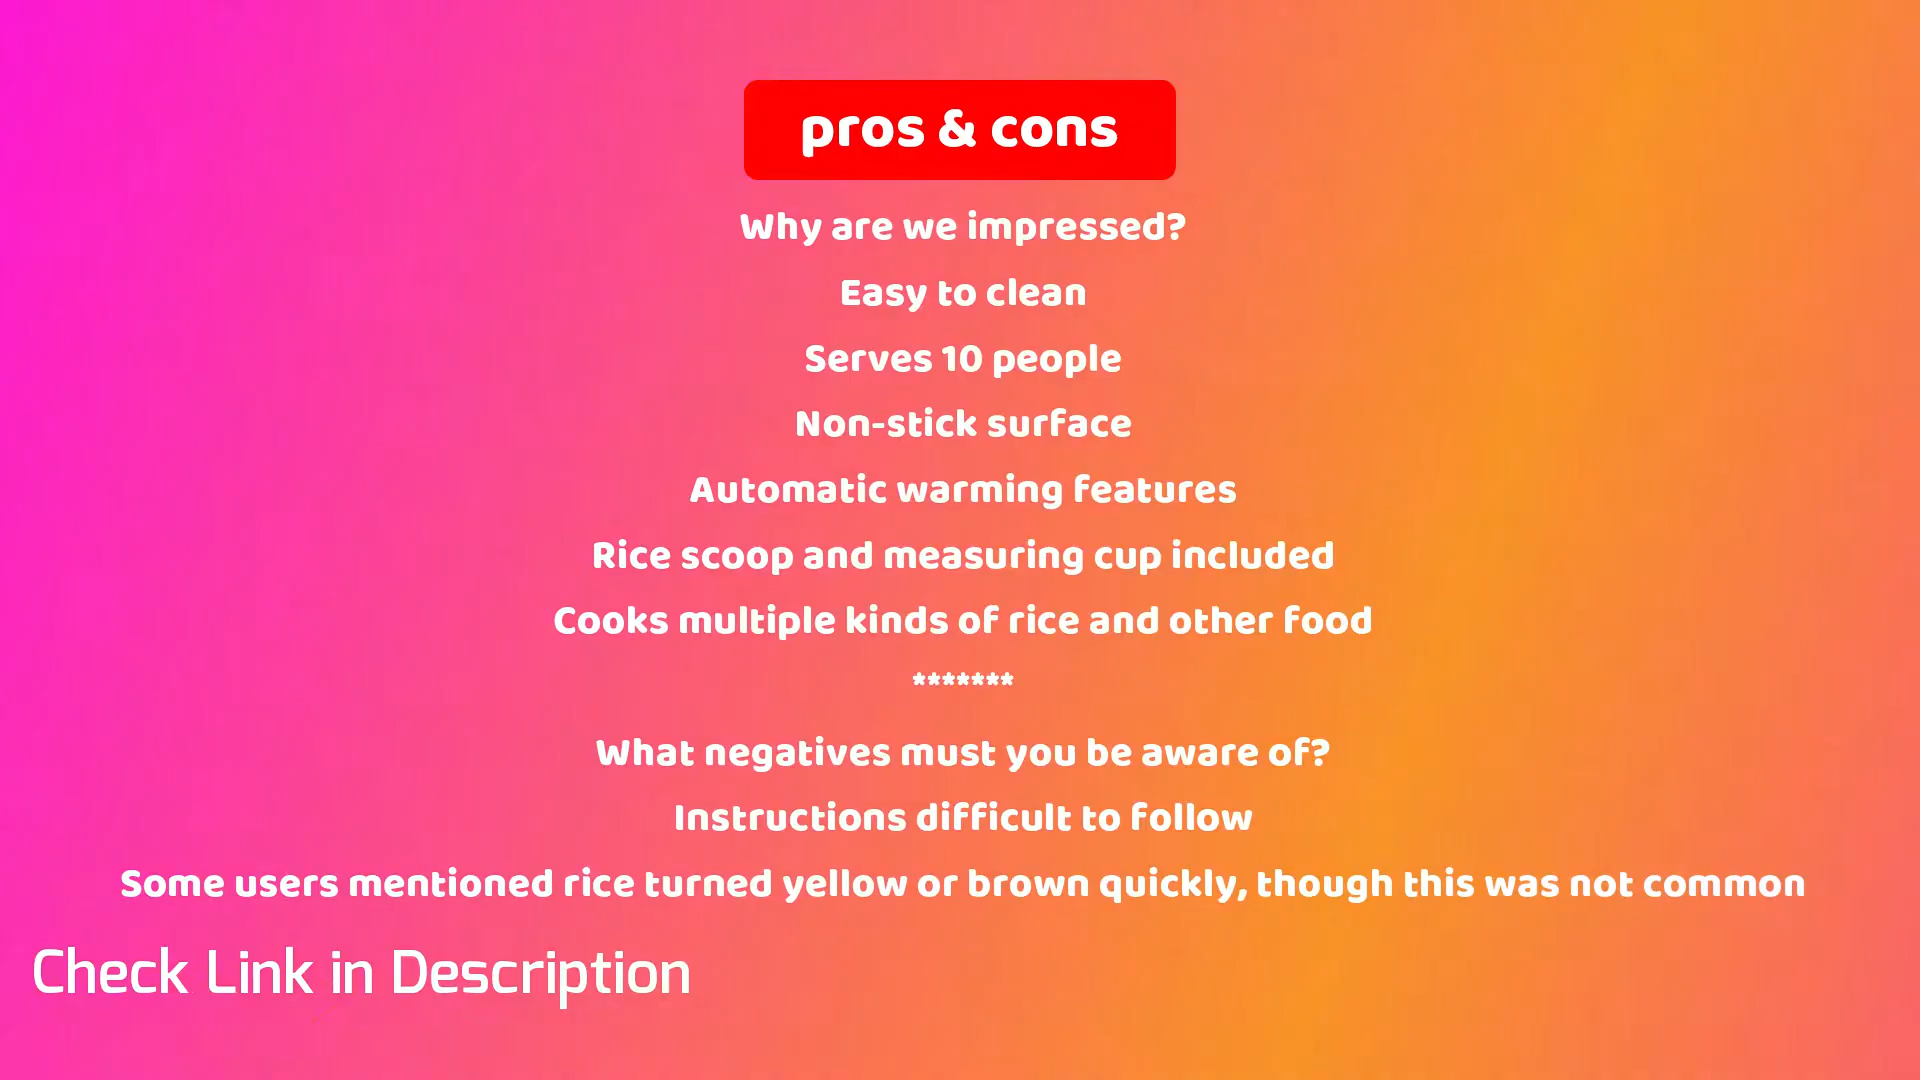 pros & cons
Why are we impressed?
Easy to clean
Serves 10 people
Non-stick surface
Automatic warming features
Rice scoop and measuring cup included
Cooks multiple kinds of rice and other food
*******
What negatives must you be aware of?
Instructions difficult to follow
Some users mentioned rice turned yellow or brown quickly, though this was not common
Check Link in Description